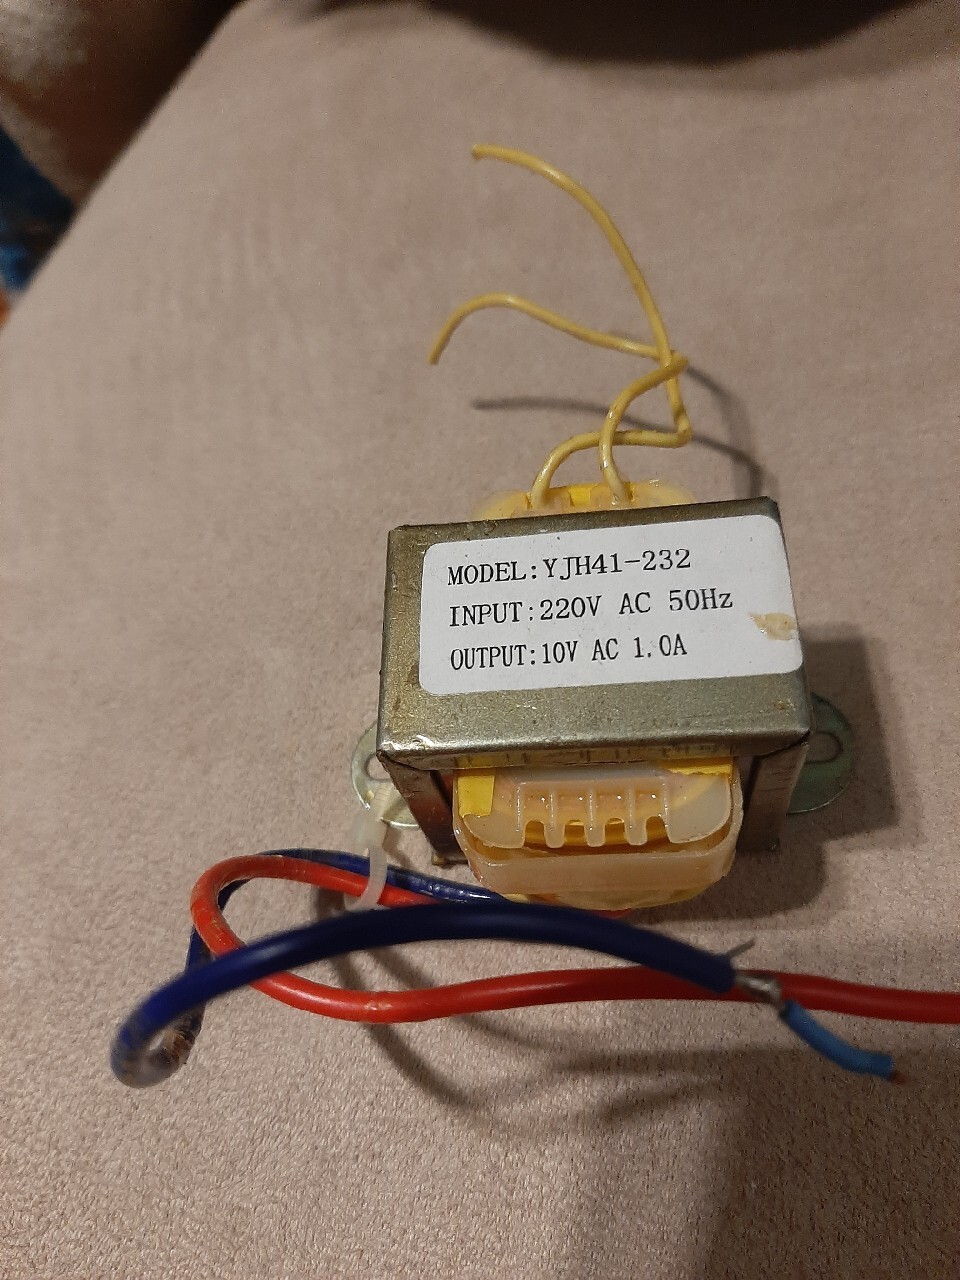 MODEL:YJH41-232
INPUT:220V AC 50Hz
OUTPUT:10V AC 1.0A